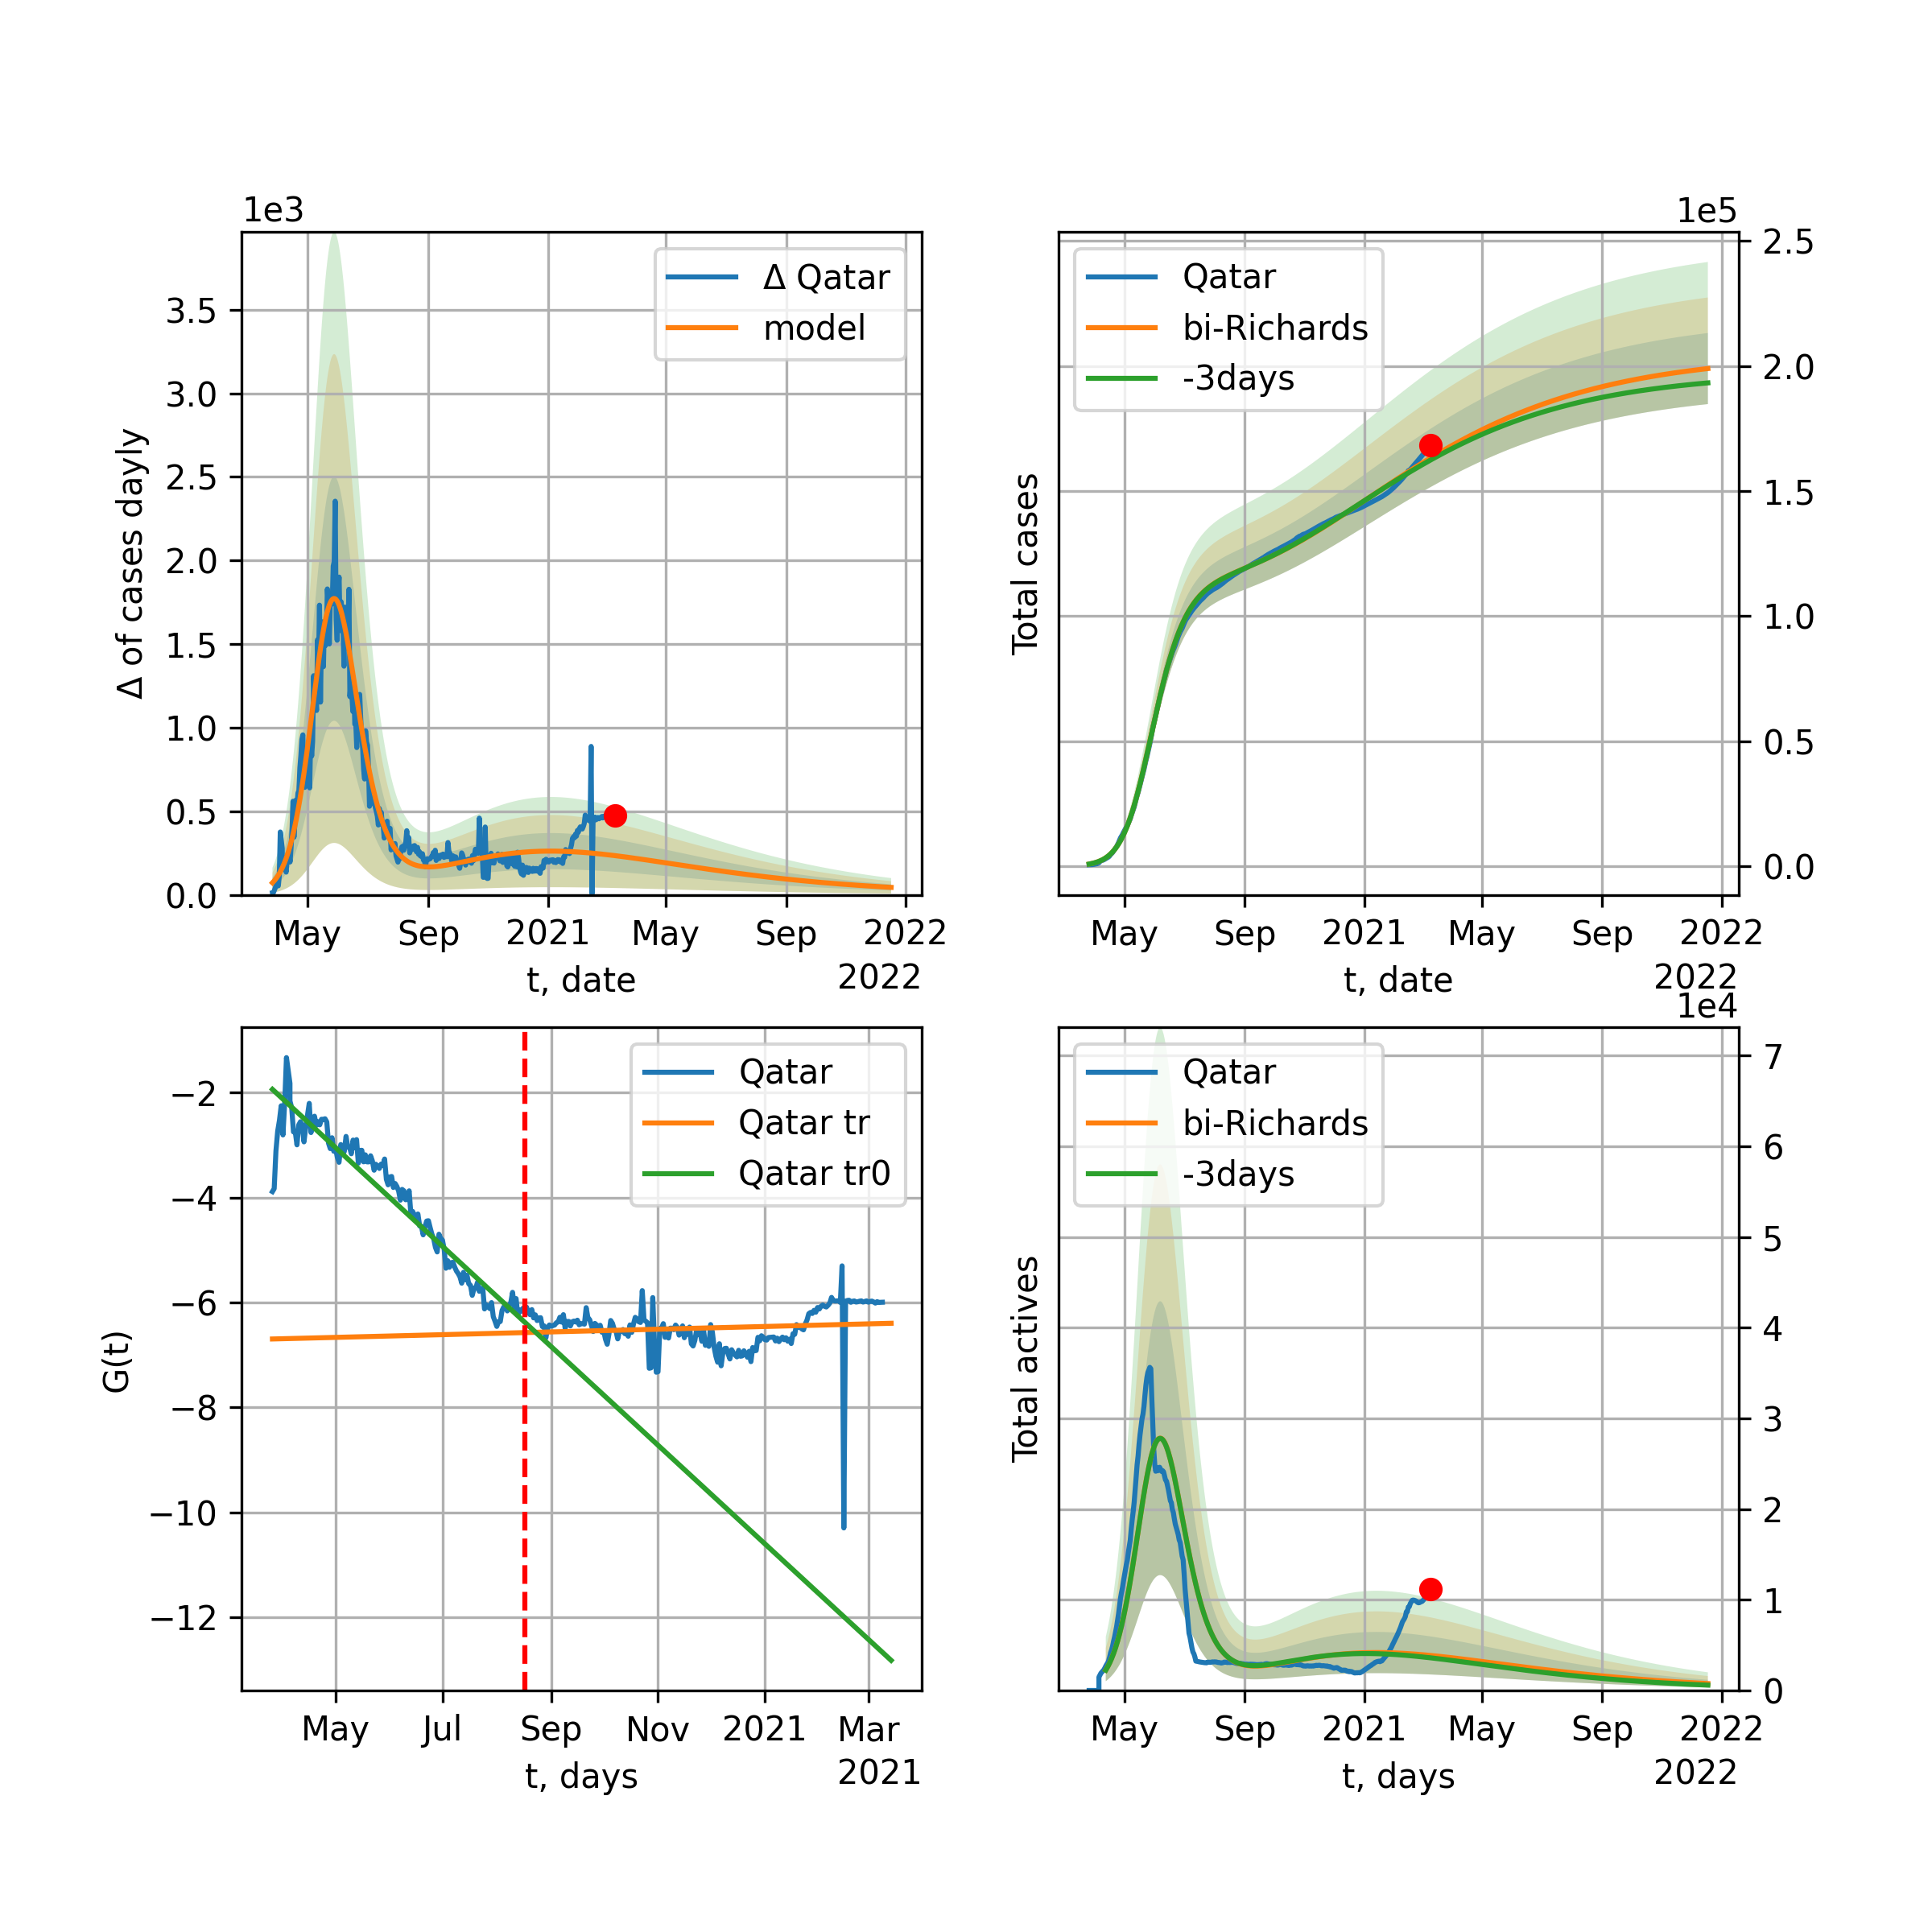 1e3
Δ of cases dayly
3.5
3.0
2.5
2.0
1.5
1.0
0.5
0.0
Δ Qatar
model
May Sep 2021 May Sep 2022
t, date 2022
1e5
Total cases
Qatar
bi-Richards
-3days
2.5
2.0
1.5
1.0
0.5
0.0
May Sep 2021 May Sep 2022
t, date 2022
G(t)
−2
−4
−6
−8
−10
−12
Qatar
Qatar tr
Qatar tr0
May Jul Sep Nov 2021 Mar
t, days 2021
1e4
Total actives
Qatar
bi-Richards
-3days
7
6
5
4
3
2
1
0
May Sep 2021 May Sep 2022
t, days 2022